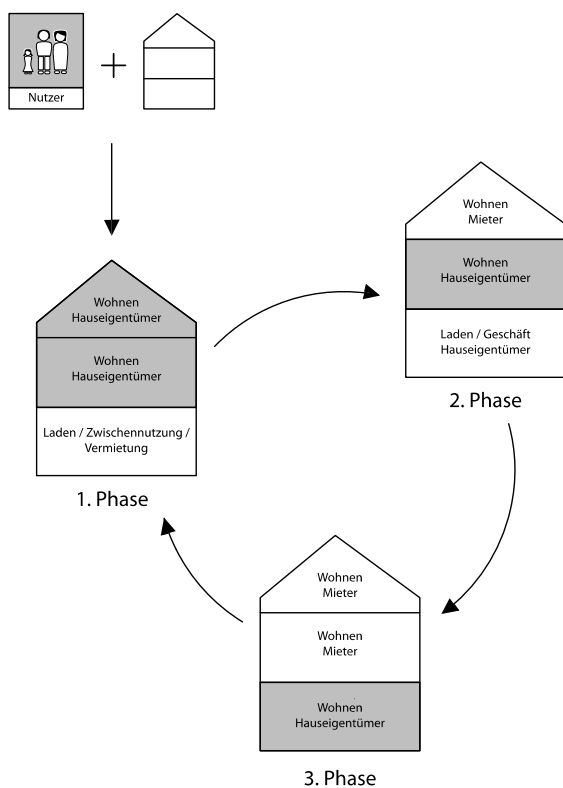 Nutzer
Wohnen
Mieter
Wohnen
Hauseigentümer
Laden / Geschäft
Hauseigentümer
2. Phase
Wohnen
Hauseigentümer
Wohnen
Hauseigentümer
Laden / Zwischennutzung /
Vermietung
1. Phase
Wohnen
Mieter
Wohnen
Mieter
Wohnen
Hauseigentümer
3. Phase